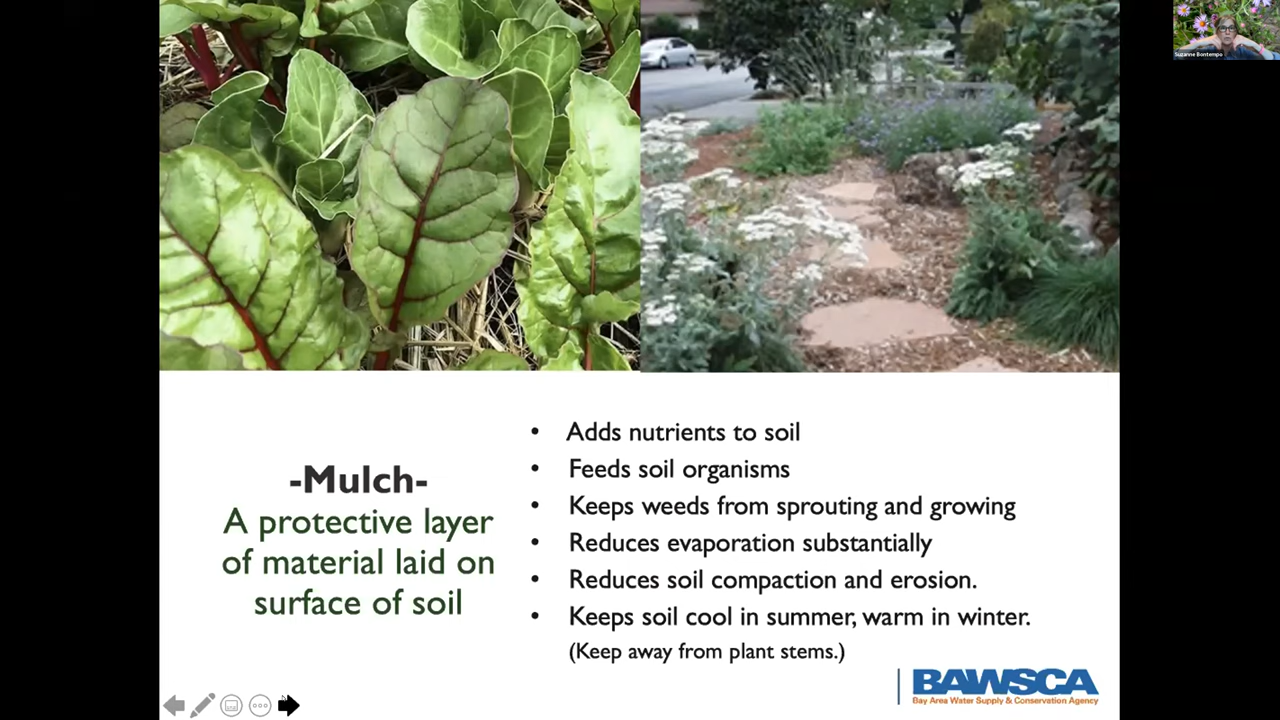 Suzanne Bontempo
-Mulch-
A protective layer
of material laid on
surface of soil
• Adds nutrients to soil
• Feeds soil organisms
• Keeps weeds from sprouting and growing
• Reduces evaporation substantially
• Reduces soil compaction and erosion.
• Keeps soil cool in summer, warm in winter.
(Keep away from plant stems.)
BAWSCA
Bay Area Water Supply & Conservation Agency